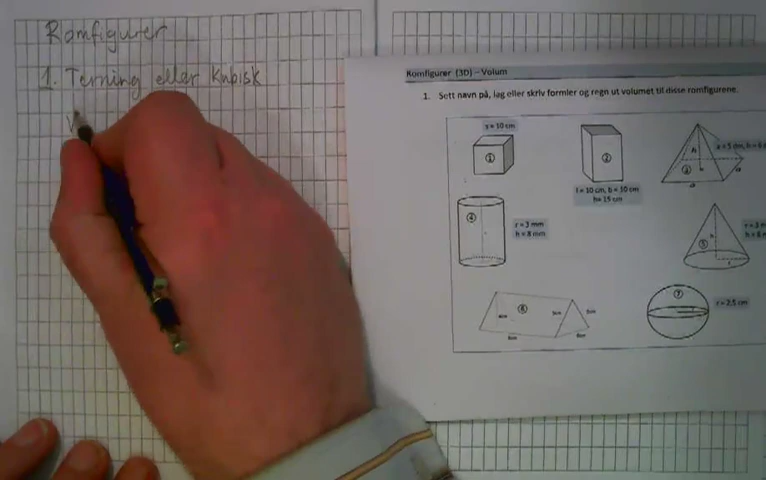 Romfigurer
1. Terning eller Kubisk
V
Romfigurer (3D) – Volum
1. Sett navn på, lag eller skriv formler og regn ut volumet til disse romfigurene.
s = 10 cm
①
②
l = 10 cm, b = 10 cm
h= 15 cm
h
③
a
a
④
r = 3 mm
h = 8 mm
h
⑤
r
⑥
⑦
r = 2,5 cm